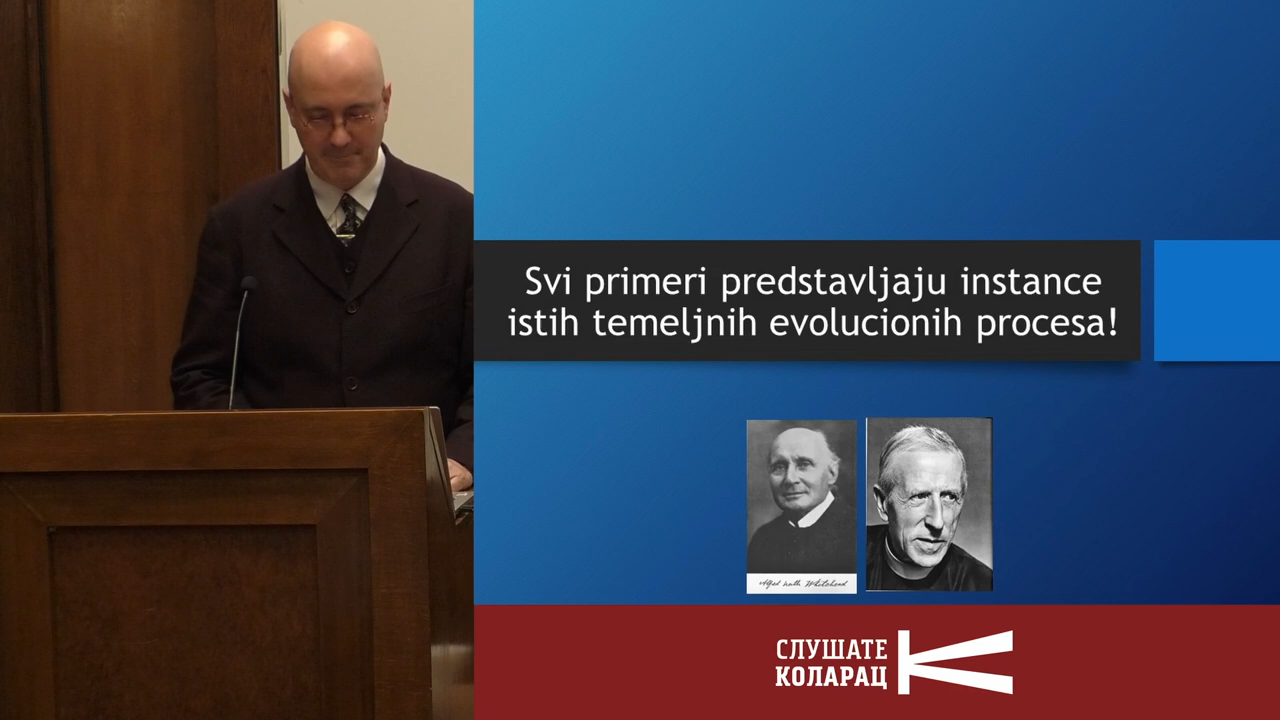 Svi primeri predstavljaju instance
istih temeljnih evolucionih procesa!
Alfred North Whitehead
СЛУШАТЕ
КОЛАРАЦ